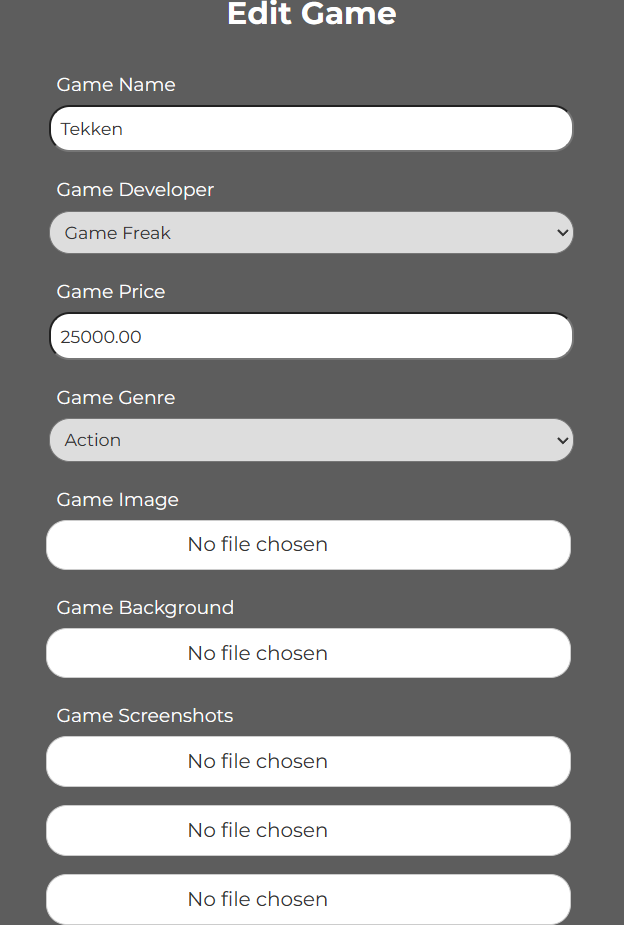 Edit Game
Game Name
Tekken
Game Developer
Game Freak
Game Price
25000.00
Game Genre
Action
Game Image
No file chosen
Game Background
No file chosen
Game Screenshots
No file chosen
No file chosen
No file chosen